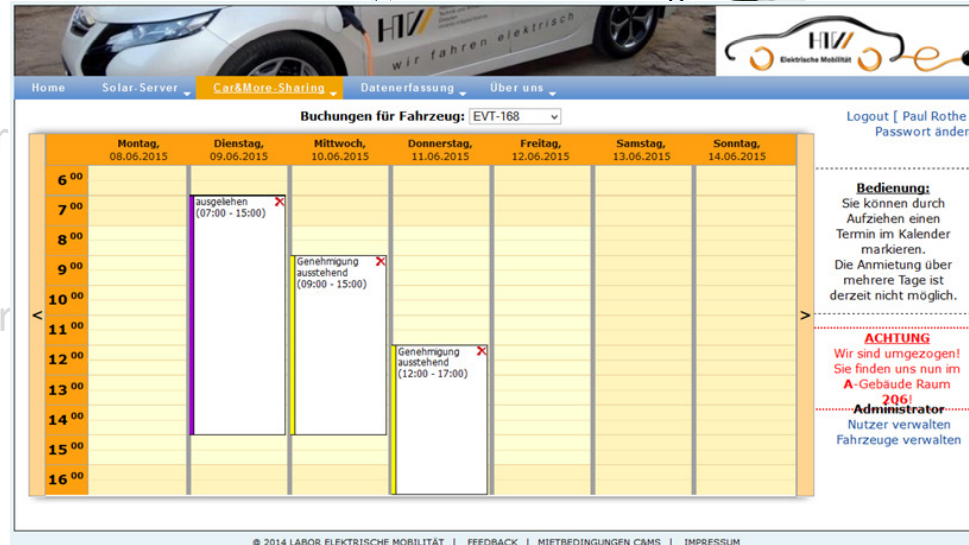 HTW
wir fahren elektrisch
HTW
Elektrische Mobilität
Home Solar-Server Car&More-Sharing Datenerfassung Über uns
Buchungen für Fahrzeug: EVT-168
Logout [ Paul Rothe
Passwort änder
Montag, Dienstag, Mittwoch, Donnerstag, Freitag, Samstag, Sonntag,
08.06.2015 09.06.2015 10.06.2015 11.06.2015 12.06.2015 13.06.2015 14.06.2015
6 00
7 00
8 00
9 00
10 00
11 00
12 00
13 00
14 00
15 00
16 00
ausgeliehen
(07:00 - 15:00)
Genehmigung
ausstehend
(09:00 - 15:00)
Genehmigung
ausstehend
(12:00 - 17:00)
<
>
Bedienung:
Sie können durch
Aufziehen einen
Termin im Kalender
markieren.
Die Anmietung über
mehrere Tage ist
derzeit nicht möglich.
ACHTUNG
Wir sind umgezogen!
Sie finden uns nun im
A-Gebäude Raum
206!
Administrator
Nutzer verwalten
Fahrzeuge verwalten
© 2014 LABOR ELEKTRISCHE MOBILITÄT | FEEDBACK | MIETBEDINGUNGEN CAMS | IMPRESSUM